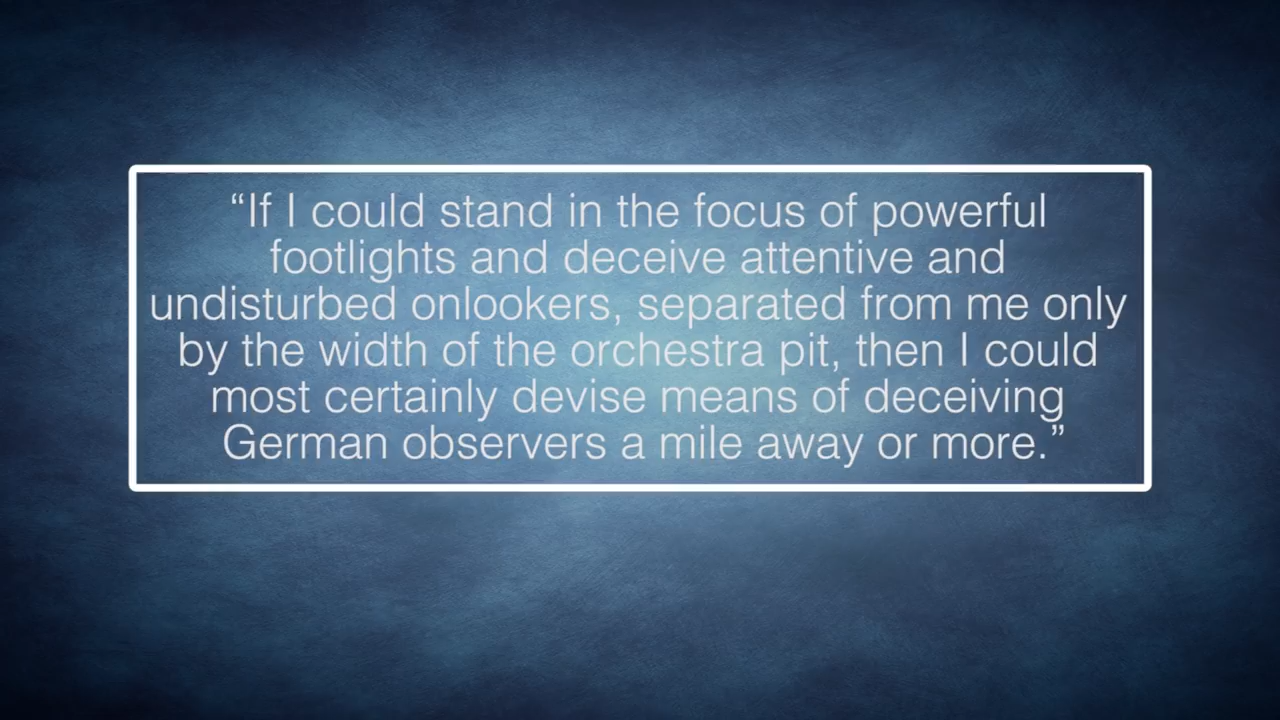 “If I could stand in the focus of powerful
footlights and deceive attentive and
undisturbed onlookers, separated from me only
by the width of the orchestra pit, then I could
most certainly devise means of deceiving
German observers a mile away or more.”